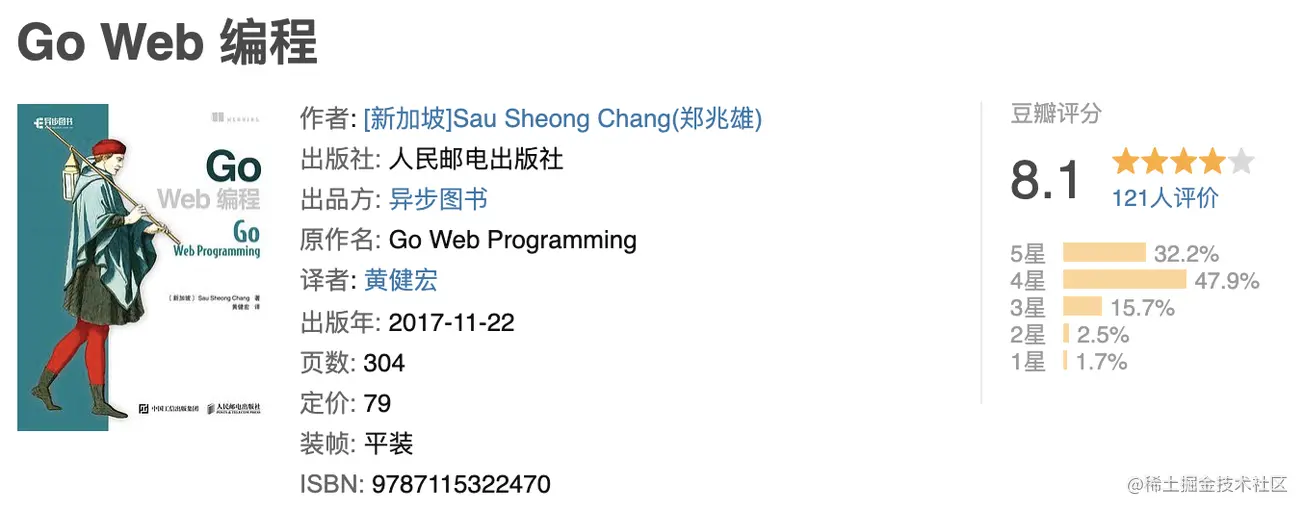 Go Web 编程
异步图书
MANNING
Go
Web 编程
Go
Web Programming
〔新加坡〕Sau Sheong Chang 著
黄健宏 译
中国工信出版集团 人民邮电出版社
POSTS & TELECOM PRESS
作者: [新加坡]Sau Sheong Chang(郑兆雄)
出版社: 人民邮电出版社
出品方: 异步图书
原作名: Go Web Programming
译者: 黄健宏
出版年: 2017-11-22
页数: 304
定价: 79
装帧: 平装
ISBN: 9787115322470
豆瓣评分
8.1
121人评价
5星 32.2%
4星 47.9%
3星 15.7%
2星 2.5%
1星 1.7%
@稀土掘金技术社区